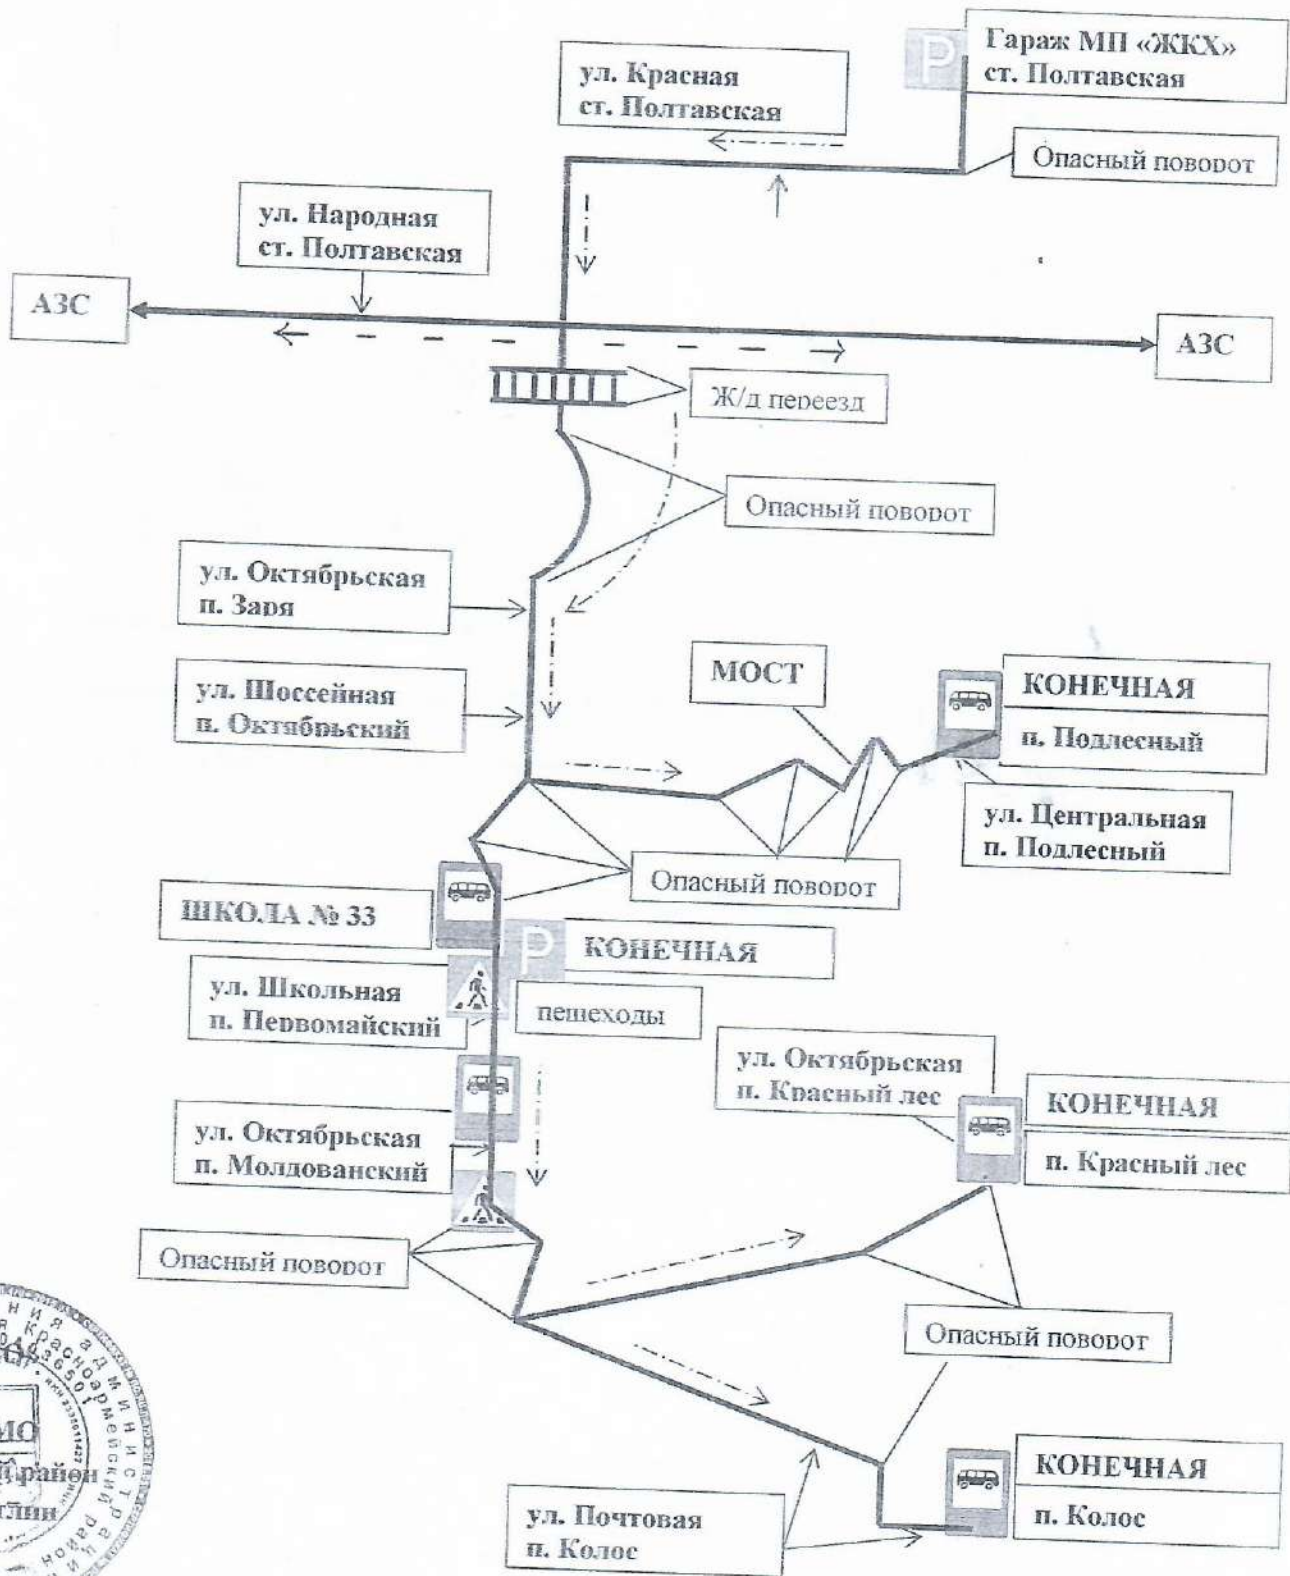 Р
Гараж МП «ЖКХ»
ст. Полтавская
ул. Красная
ст. Полтавская
Опасный поворот
ул. Народная
ст. Полтавская
АЗС
АЗС
Ж/д переезд
Опасный поворот
ул. Октябрьская
п. Заря
ул. Шоссейная
п. Октябрьский
МОСТ
КОНЕЧНАЯ
п. Подлесный
ул. Центральная
п. Подлесный
Опасный поворот
ШКОЛА № 33
Р
КОНЕЧНАЯ
ул. Школьная
п. Первомайский
пешеходы
ул. Октябрьская
п. Красный лес
КОНЕЧНАЯ
п. Красный лес
ул. Октябрьская
п. Молдованский
Опасный поворот
Опасный поворот
КОНЕЧНАЯ
п. Колос
ул. Почтовая
п. Колос
МО
район